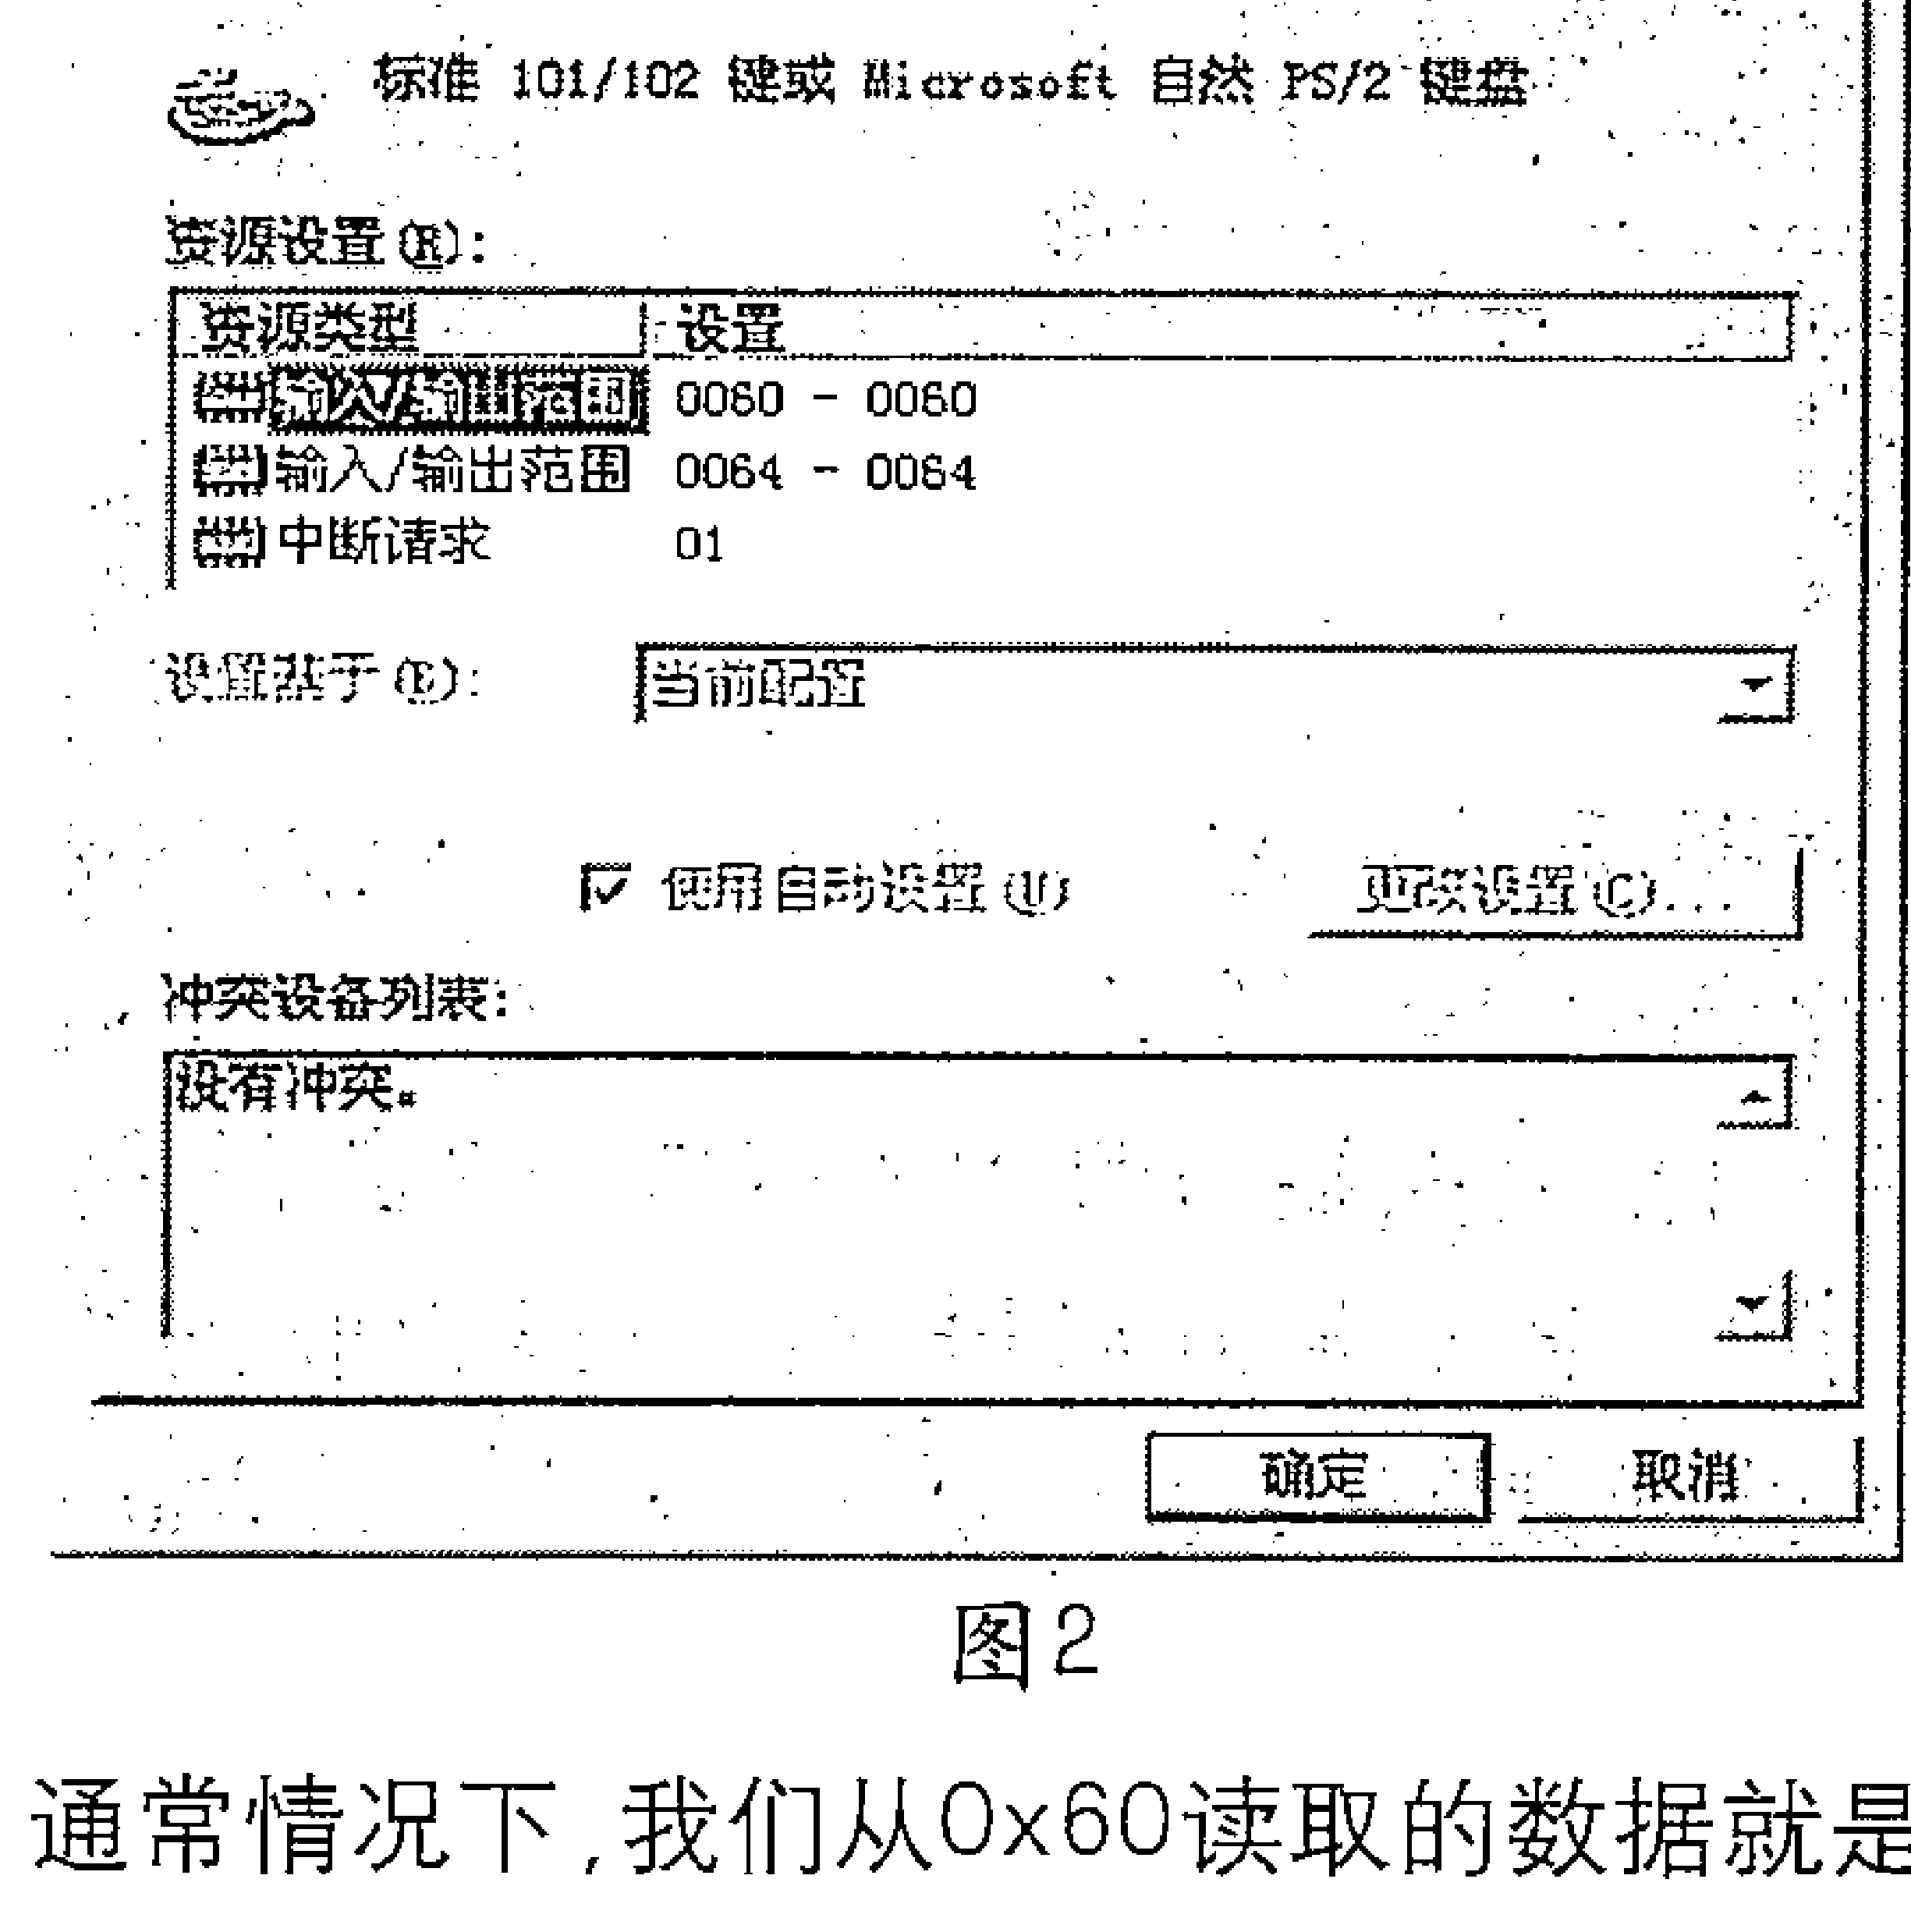 标准 101/102 键或 Microsoft 自然 PS/2 键盘
资源设置(R):
资源类型 设置
输入/输出范围 0060 - 0060
输入/输出范围 0064 - 0064
中断请求 01
设置基于(B): 当前配置
使用自动设置(U) 更改设置(C)...
冲突设备列表:
没有冲突。
确定 取消
图2
通常情况下,我们从0x60读取的数据就是